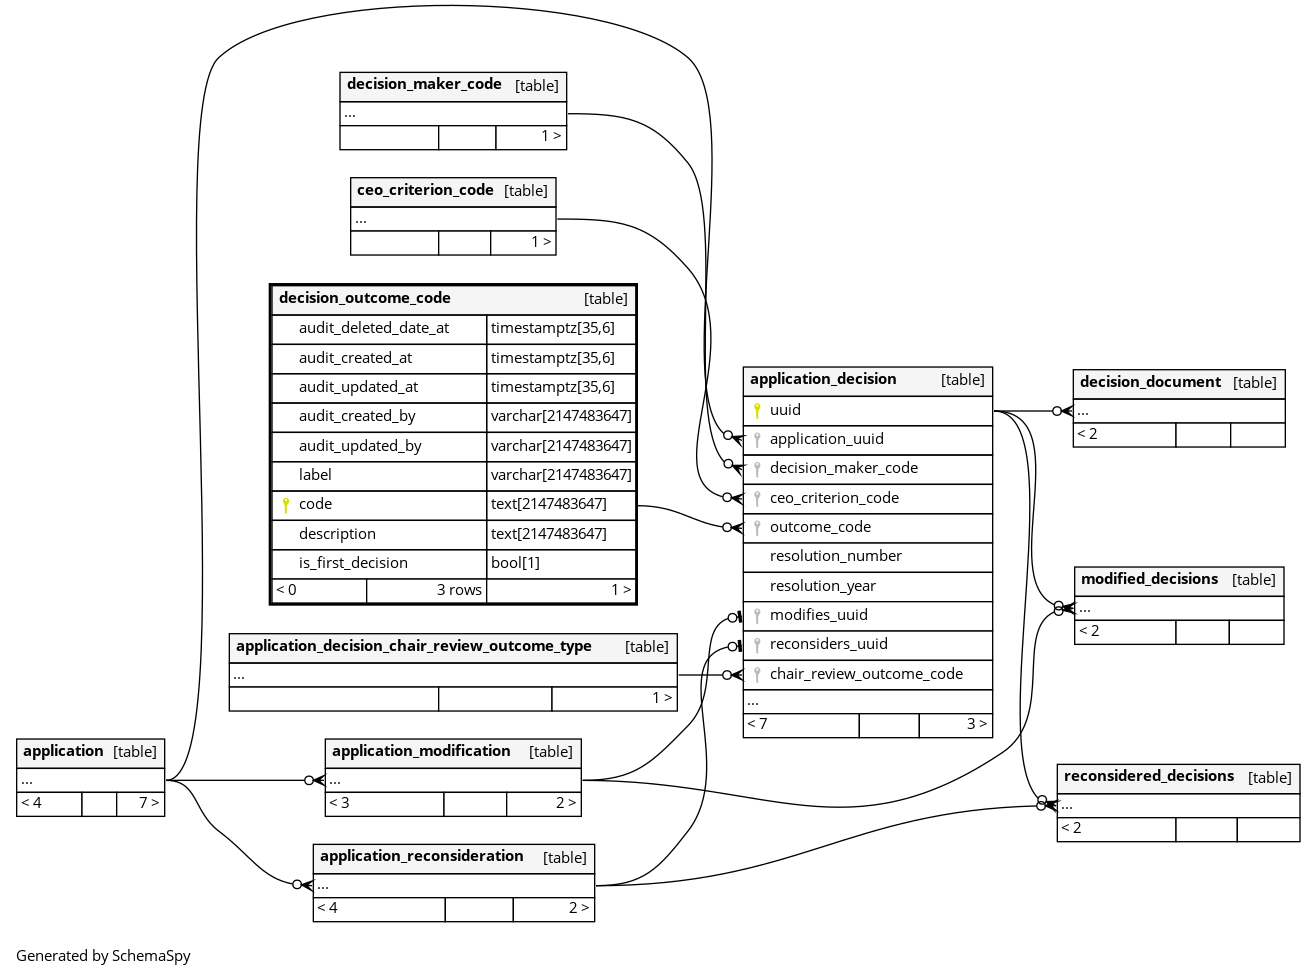 decision_maker_code [table]
...
1 >
ceo_criterion_code [table]
...
1 >
decision_outcome_code [table]
audit_deleted_date_at timestamptz[35,6]
audit_created_at timestamptz[35,6]
audit_updated_at timestamptz[35,6]
audit_created_by varchar[2147483647]
audit_updated_by varchar[2147483647]
label varchar[2147483647]
code text[2147483647]
description text[2147483647]
is_first_decision bool[1]
< 0 3 rows 1 >
application_decision_chair_review_outcome_type [table]
...
1 >
application [table]
...
< 4 7 >
application_modification [table]
...
< 3 2 >
application_reconsideration [table]
...
< 4 2 >
application_decision [table]
uuid
application_uuid
decision_maker_code
ceo_criterion_code
outcome_code
resolution_number
resolution_year
modifies_uuid
reconsiders_uuid
chair_review_outcome_code
...
< 7 3 >
decision_document [table]
...
< 2
modified_decisions [table]
...
< 2
reconsidered_decisions [table]
...
< 2
Generated by SchemaSpy